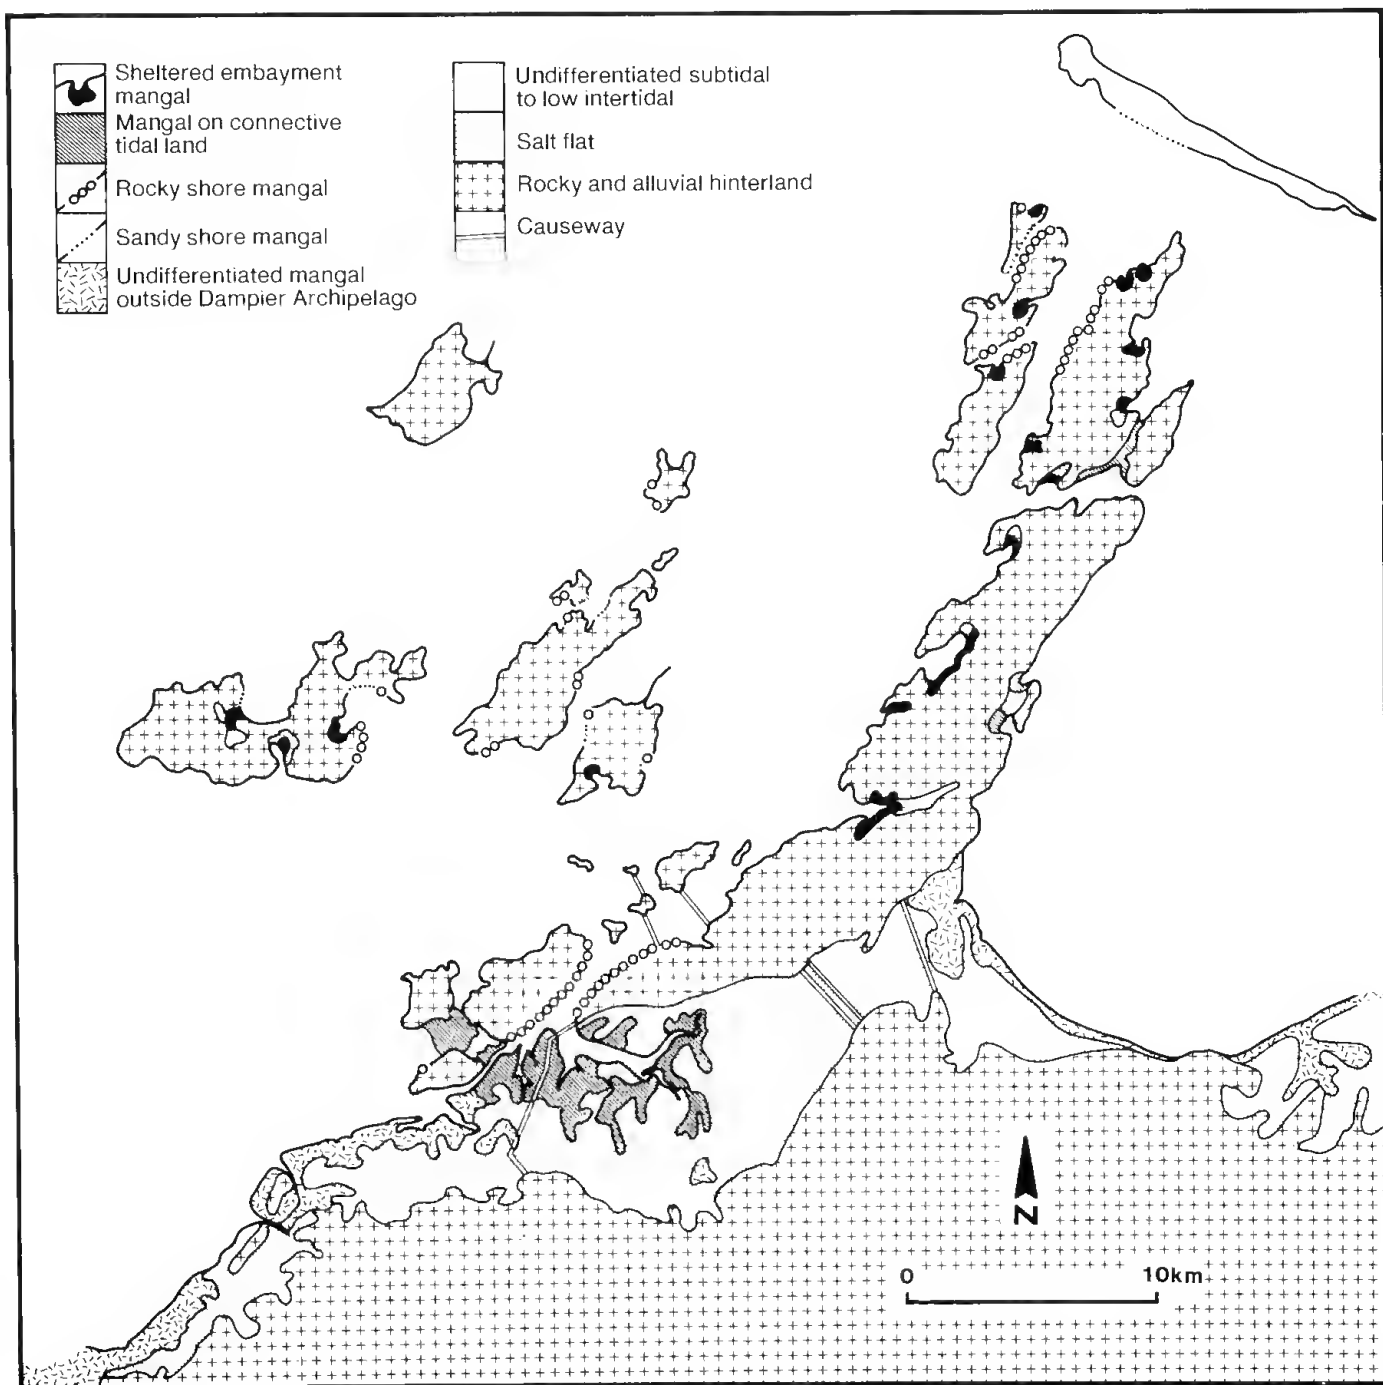 Sheltered embayment
mangal
Mangal on connective
tidal land
Rocky shore mangal
Sandy shore mangal
Undifferentiated mangal
outside Dampier Archipelago
Undifferentiated subtidal
to low intertidal
Salt flat
Rocky and alluvial hinterland
Causeway
N
0 10km